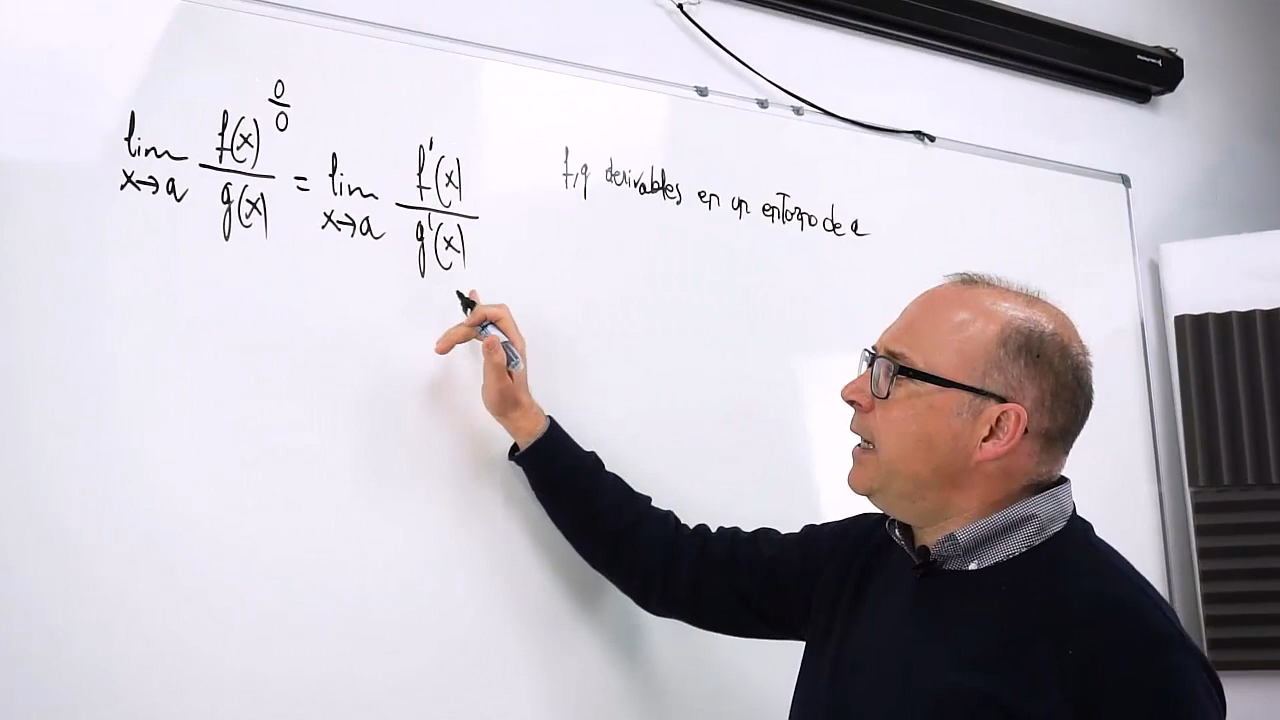 lim x→a f(x)/g(x) 0/0 = lim x→a f'(x)/g'(x)
f,g derivables en un entorno de a